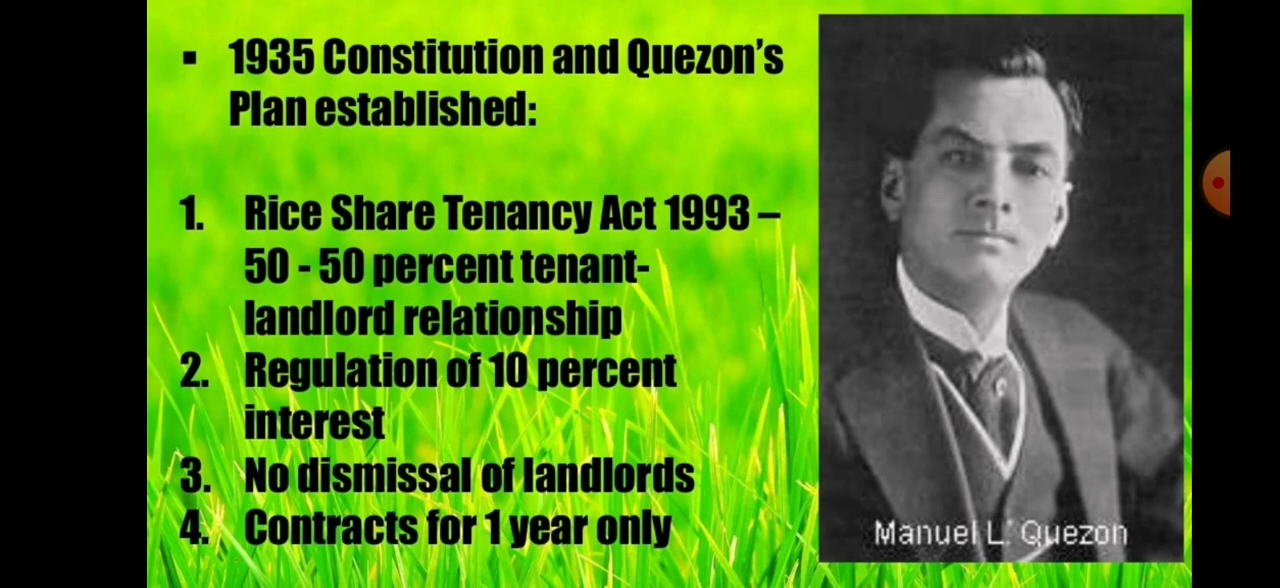 ▪ 1935 Constitution and Quezon’s
Plan established:
1. Rice Share Tenancy Act 1993 –
50 - 50 percent tenant-
landlord relationship
2. Regulation of 10 percent
interest
3. No dismissal of landlords
4. Contracts for 1 year only
Manuel L. Quezon